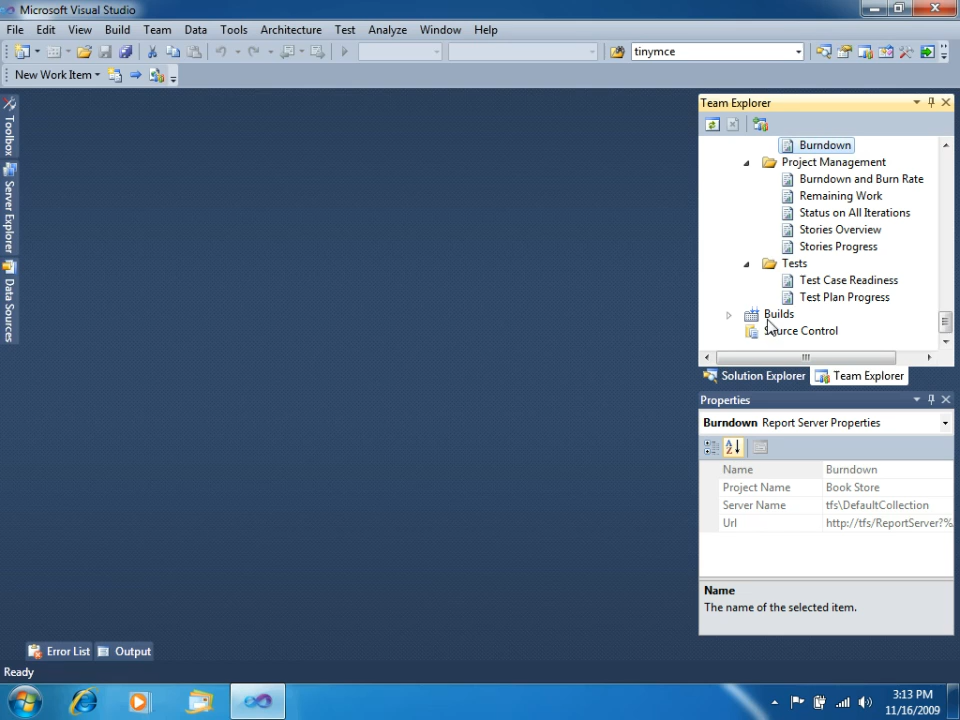 Microsoft Visual Studio
File Edit View Build Team Data Tools Architecture Test Analyze Window Help
tinymce
New Work Item
Toolbox
Server Explorer
Data Sources
Team Explorer
Burndown
Project Management
Burndown and Burn Rate
Remaining Work
Status on All Iterations
Stories Overview
Stories Progress
Tests
Test Case Readiness
Test Plan Progress
Builds
Source Control
Solution Explorer Team Explorer
Properties
Burndown Report Server Properties
Name Burndown
Project Name Book Store
Server Name tfs\DefaultCollection
Url http://tfs/ReportServer?%
Name
The name of the selected item.
Error List Output
Ready
3:13 PM
11/16/2009